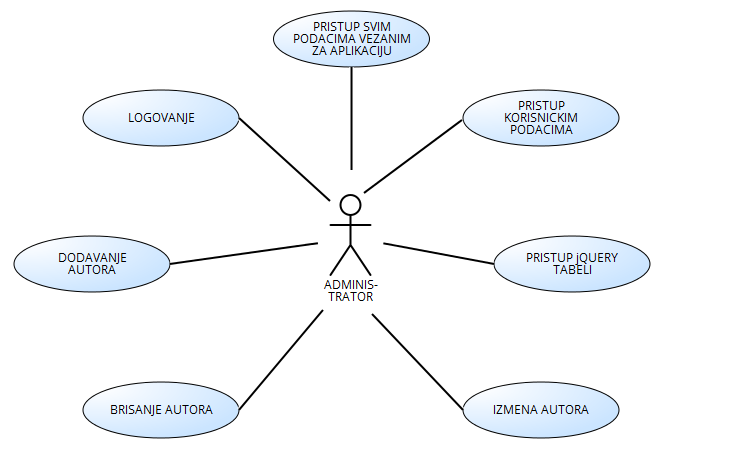 PRISTUP SVIM
PODACIMA VEZANIM
ZA APLIKACIJU
LOGOVANJE
PRISTUP
KORISNICKIM
PODACIMA
DODAVANJE
AUTORA
PRISTUP jQUERY
TABELI
ADMINIS-
TRATOR
BRISANJE AUTORA
IZMENA AUTORA